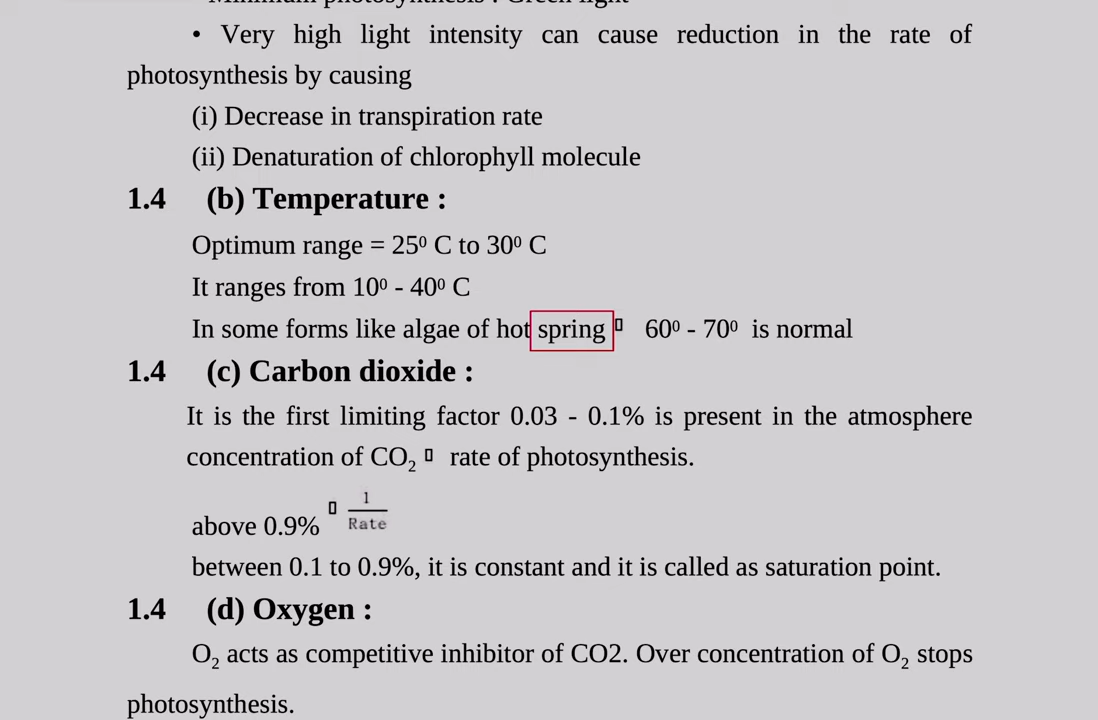 • Very high light intensity can cause reduction in the rate of
photosynthesis by causing
(i) Decrease in transpiration rate
(ii) Denaturation of chlorophyll molecule
1.4 (b) Temperature :
Optimum range = 25⁰ C to 30⁰ C
It ranges from 10⁰ - 40⁰ C
In some forms like algae of hot spring ▯ 60⁰ - 70⁰ is normal
1.4 (c) Carbon dioxide :
It is the first limiting factor 0.03 - 0.1% is present in the atmosphere
concentration of CO₂ ▯ rate of photosynthesis.
above 0.9% ▯ 1/Rate
between 0.1 to 0.9%, it is constant and it is called as saturation point.
1.4 (d) Oxygen :
O₂ acts as competitive inhibitor of CO2. Over concentration of O₂ stops
photosynthesis.